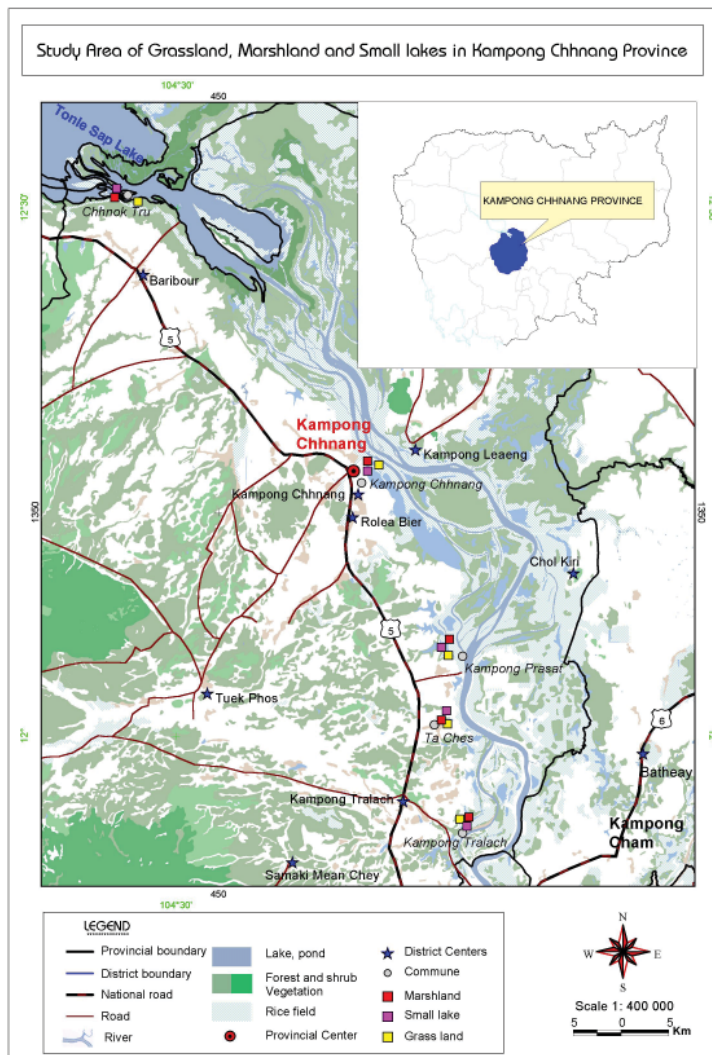 Study Area of Grassland, Marshland and Small lakes in Kampong Chhnang Province
104°30'
450
Tonle Sap Lake
12°30'
Chhnok Tru
KAMPONG CHHNANG PROVINCE
Baribour
5
Kampong
Chhnang
Kampong Leaeng
Kampong Chhnang
Kampong Chhnang
Rolea Bier
1350
1350
Chol Kiri
5
Kampong Prasat
Tuek Phos
6
12°
Ta Ches
Batheay
Kampong Tralach
Kampong
Cham
Kampong Tralach
Samaki Mean Chey
450
104°30'
LEGEND
Provincial boundary
District boundary
National road
Road
River
Lake, pond
Forest and shrub
Vegetation
Rice field
Provincial Center
District Centers
Commune
Marshland
Small lake
Grass land
N
W
E
S
Scale 1: 400 000
5
0
5
Km